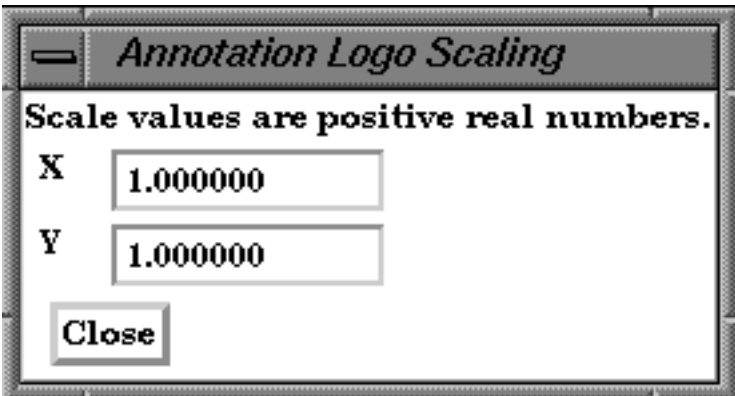 Annotation Logo Scaling
Scale values are positive real numbers.
X 1.000000
Y 1.000000
Close